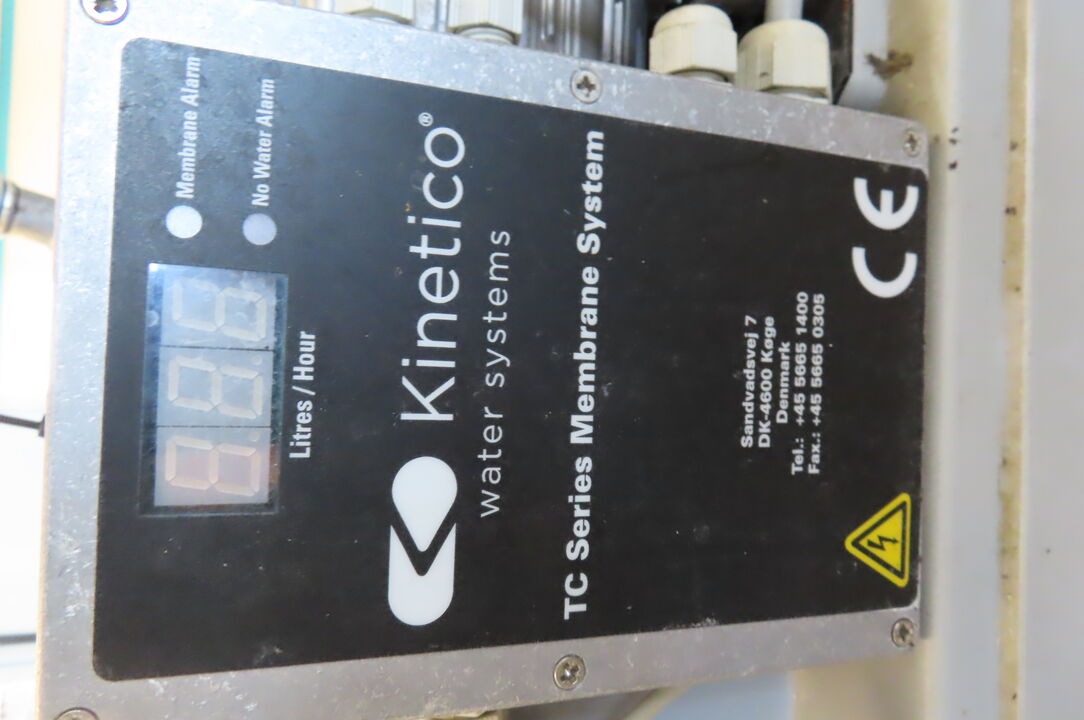 Membrane Alarm
No Water Alarm
Litres / Hour
Kinetico®
water systems
TC Series Membrane System
Sandvadsvej 7
DK-4600 Køge
Denmark
Tel.: +45 5665 1400
Fax.: +45 5665 0305
CE